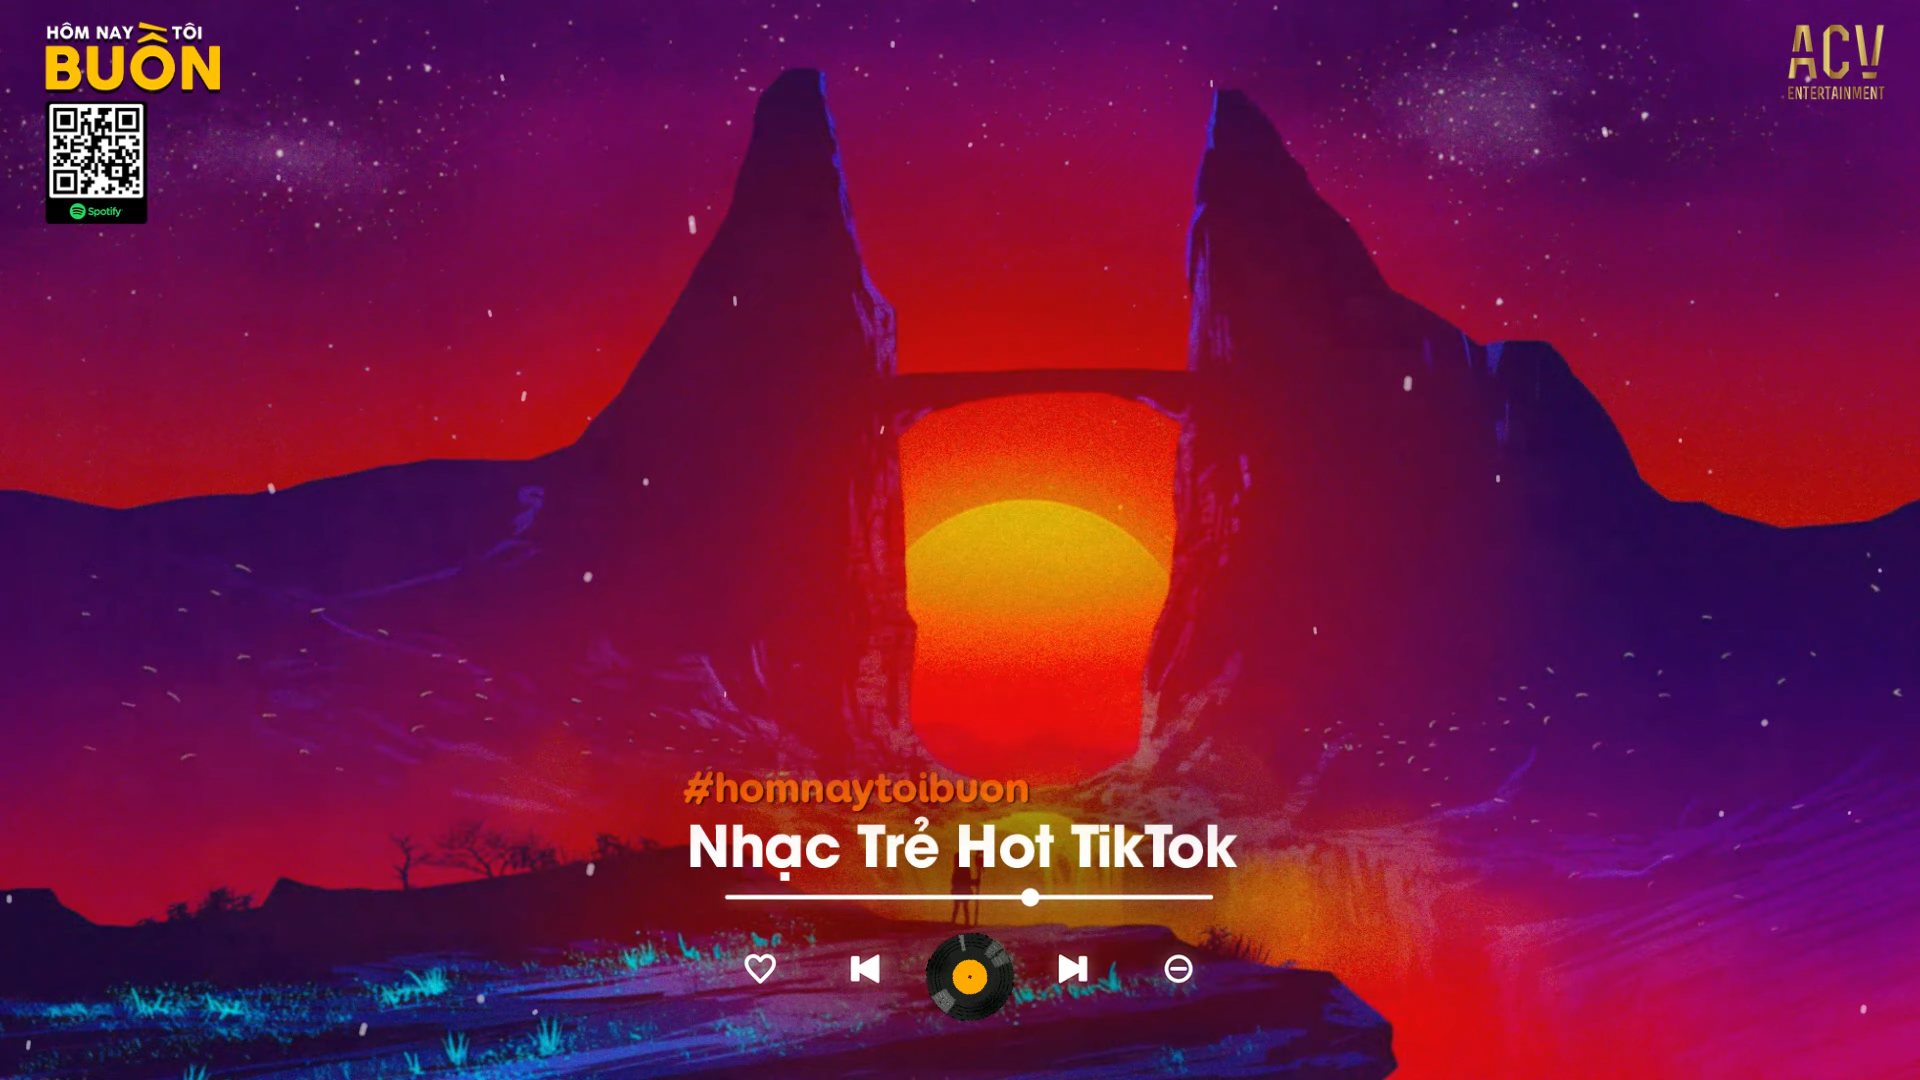 HÔM NAY TÔI
BUỒN
Spotify
ACV
ENTERTAINMENT
#homnaytoibuon
Nhạc Trẻ Hot TikTok